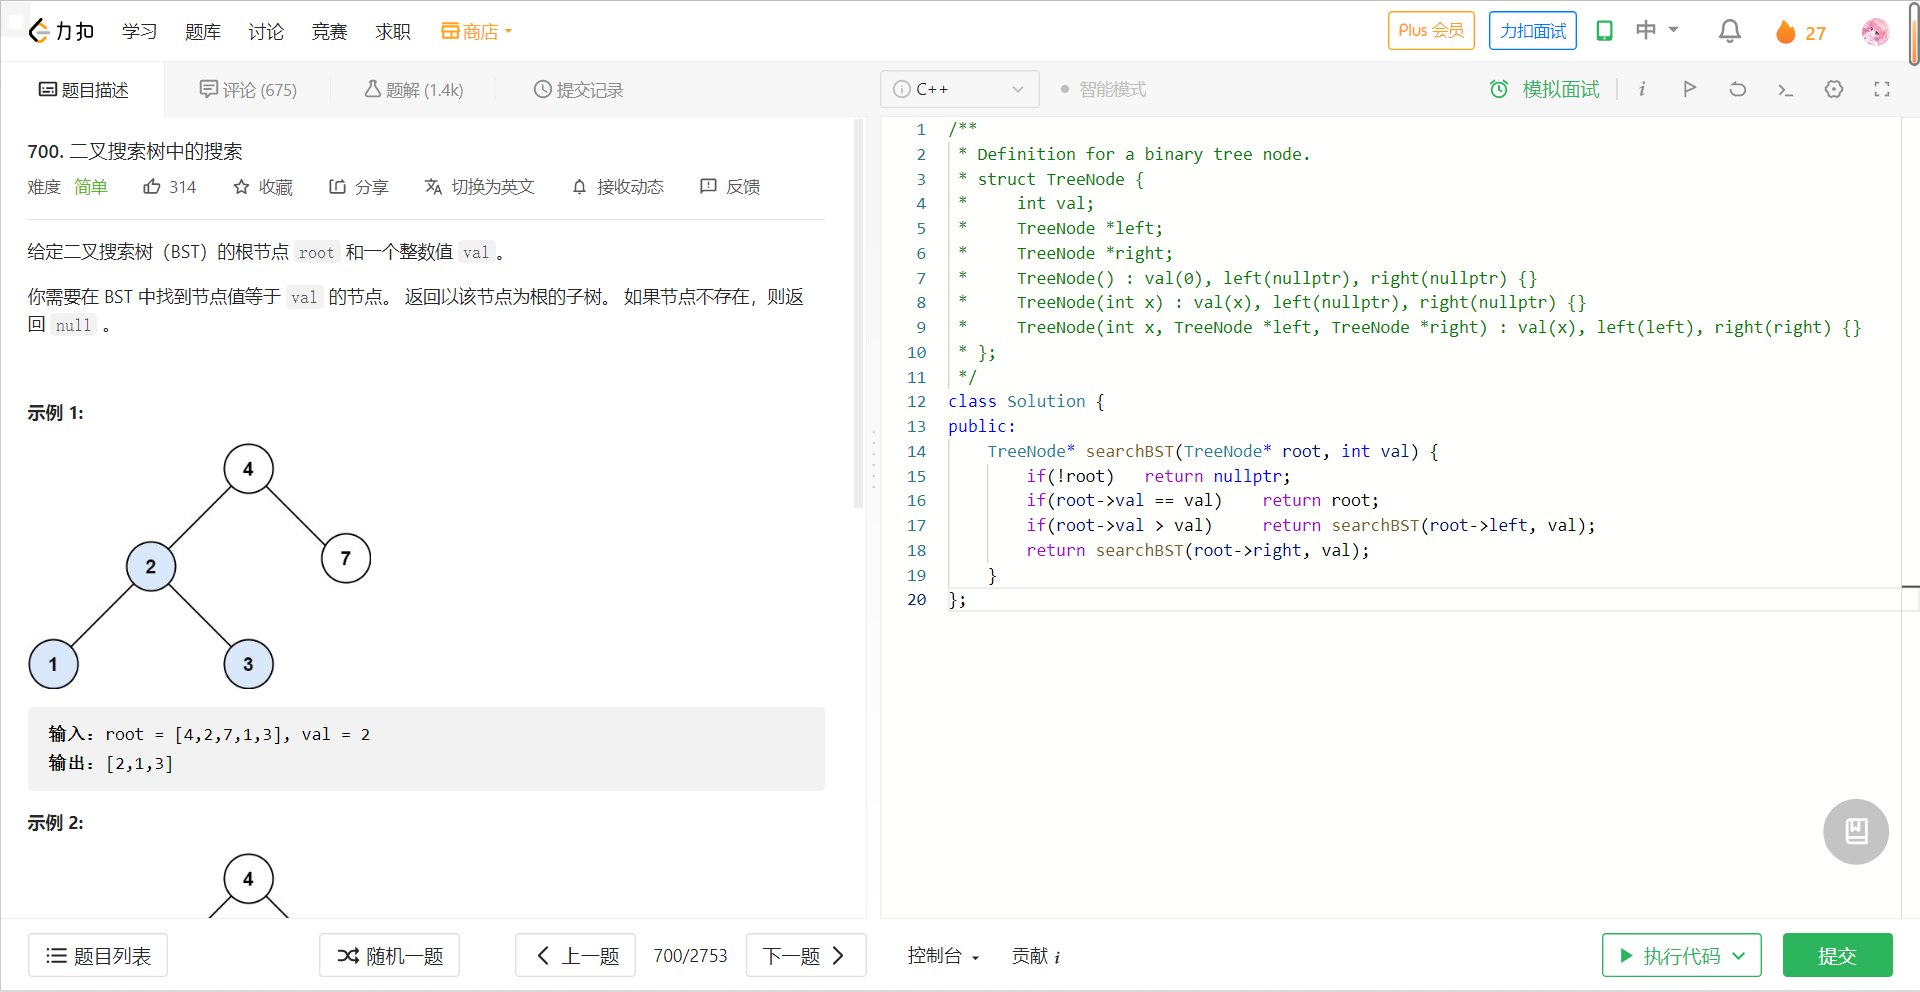 力扣 学习 题库 讨论 竞赛 求职 商店 Plus 会员 力扣面试 中 27
题目描述 评论 (675) 题解 (1.4k) 提交记录 C++ 智能模式 模拟面试
700. 二叉搜索树中的搜索
难度 简单 314 收藏 分享 切换为英文 接收动态 反馈
给定二叉搜索树（BST）的根节点 root 和一个整数值 val 。
你需要在 BST 中找到节点值等于 val 的节点。 返回以该节点为根的子树。 如果节点不存在，则返
回 null 。
示例 1:
4
2
7
1
3
输入：root = [4,2,7,1,3], val = 2
输出：[2,1,3]
示例 2:
4
1 /**
2 * Definition for a binary tree node.
3 * struct TreeNode {
4 *     int val;
5 *     TreeNode *left;
6 *     TreeNode *right;
7 *     TreeNode() : val(0), left(nullptr), right(nullptr) {}
8 *     TreeNode(int x) : val(x), left(nullptr), right(nullptr) {}
9 *     TreeNode(int x, TreeNode *left, TreeNode *right) : val(x), left(left), right(right) {}
10 * };
11 */
12 class Solution {
13 public:
14     TreeNode* searchBST(TreeNode* root, int val) {
15         if(!root)   return nullptr;
16         if(root->val == val)    return root;
17         if(root->val > val)     return searchBST(root->left, val);
18         return searchBST(root->right, val);
19     }
20 };
题目列表 随机一题 上一题 700/2753 下一题 控制台 贡献 i 执行代码 提交